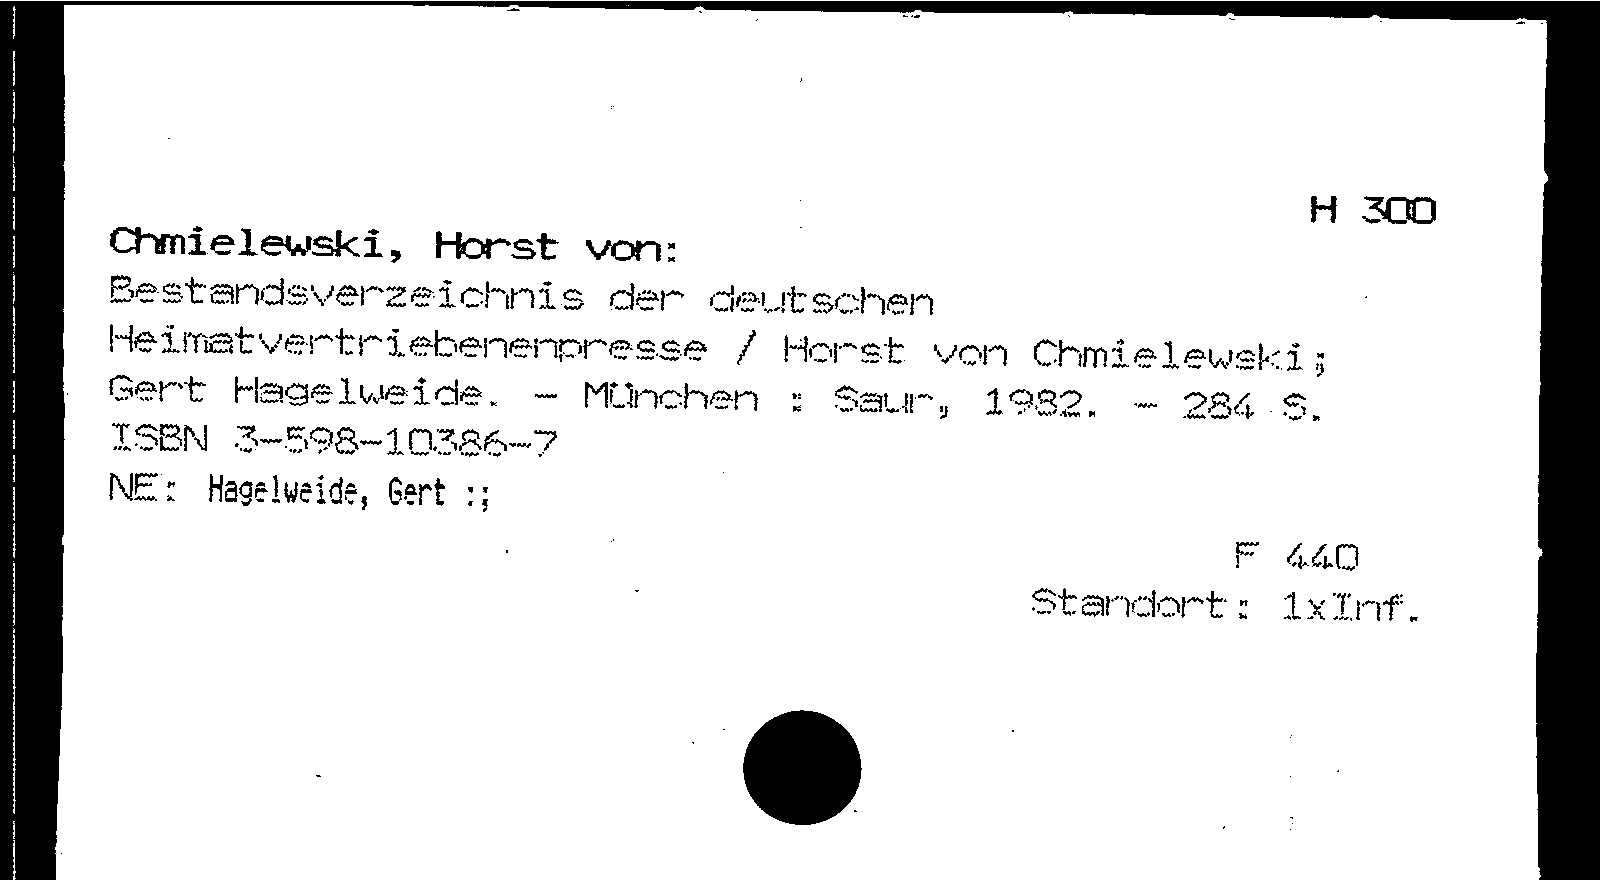 H 300
Chmielewski, Horst von:
Bestandsverzeichnis der deutschen
Heimatvertriebenenpresse / Horst von Chmielewski;
Gert Hagelweide. - München : Saur, 1982. - 284 S.
ISBN 3-598-10386-7
NE: Hagelweide, Gert :;
F 440
Standort: 1xInf.